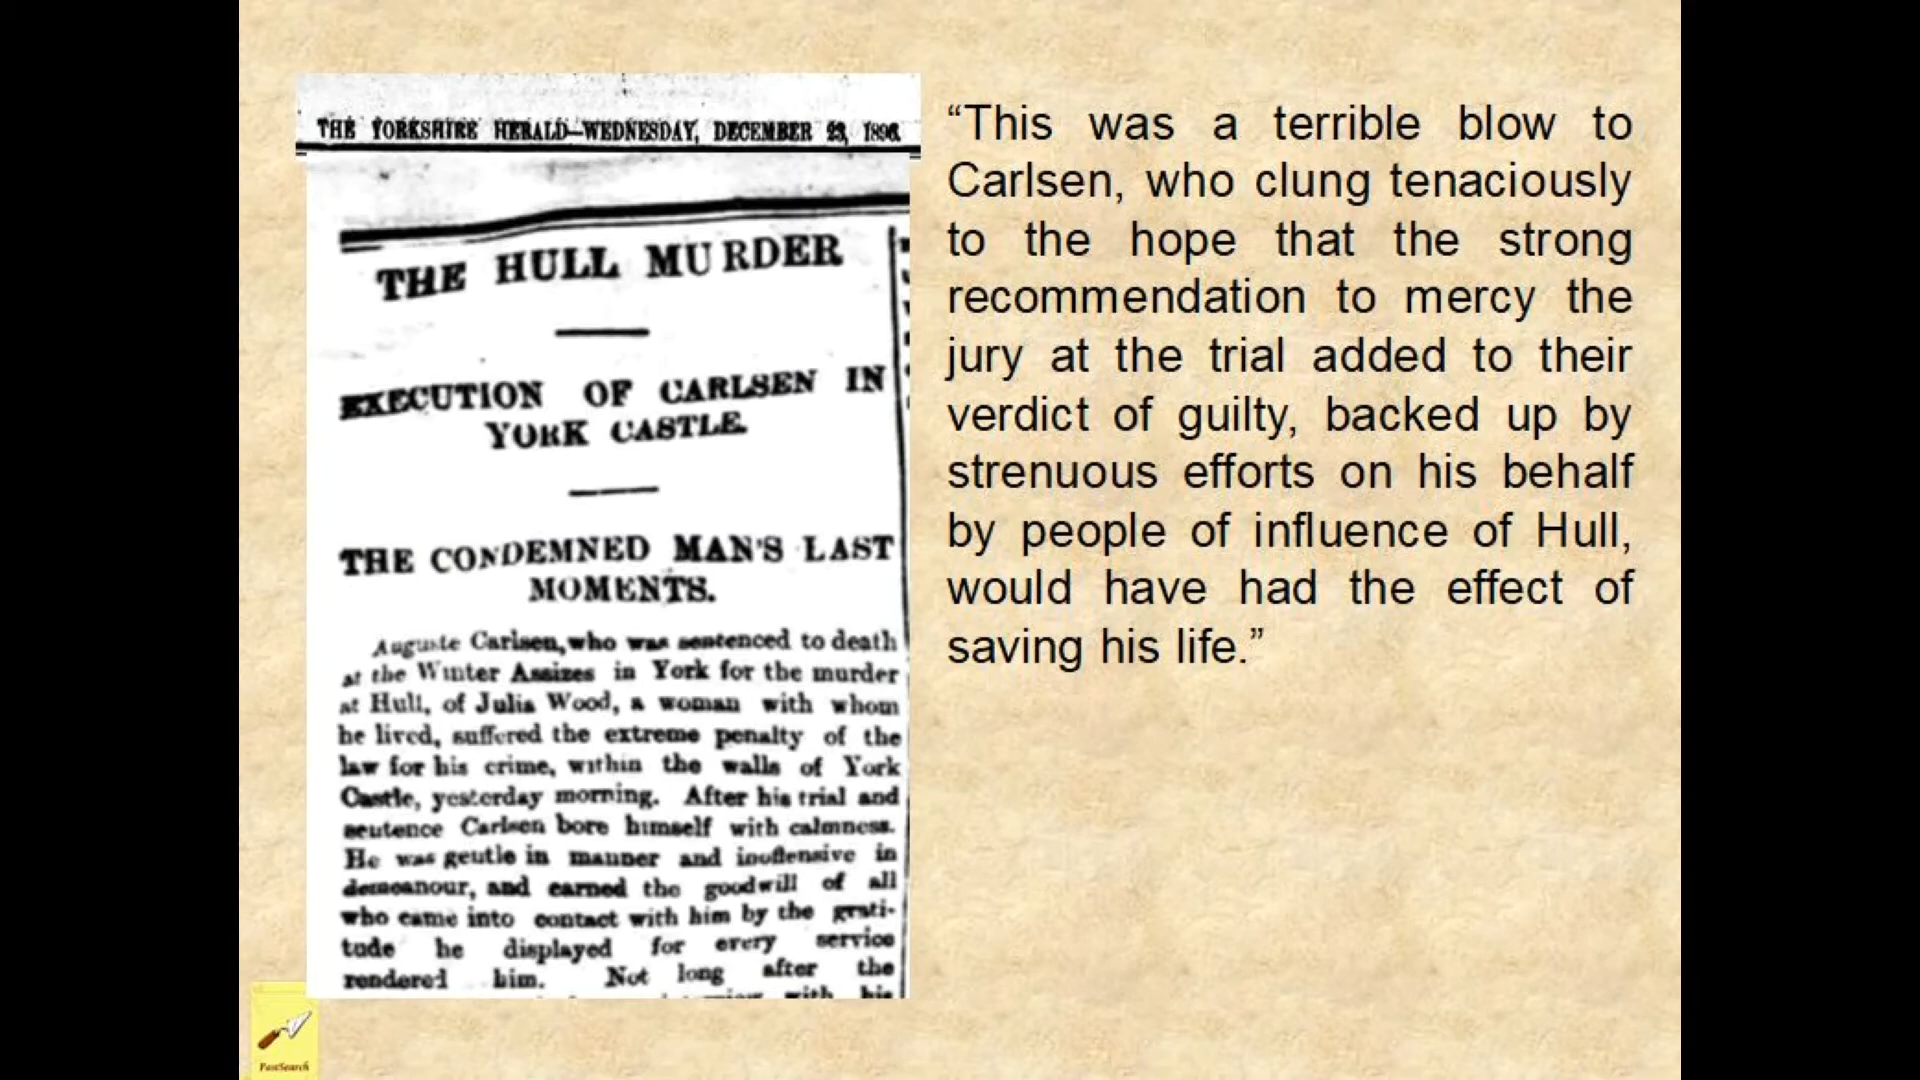 THE YORKSHIRE HERALD—WEDNESDAY, DECEMBER 23, 1896.
THE HULL MURDER
EXECUTION OF CARLSEN IN
YORK CASTLE.
THE CONDEMNED MAN'S LAST
MOMENTS.
Auguste Carlsen, who was sentenced to death
at the Winter Assizes in York for the murder
at Hull, of Julia Wood, a woman with whom
he lived, suffered the extreme penalty of the
law for his crime, within the walls of York
Castle, yesterday morning. After his trial and
sentence Carlsen bore himself with calmness.
He was gentle in manner and inoffensive in
demeanour, and earned the goodwill of all
who came into contact with him by the grati-
tude he displayed for every service
rendered him. Not long after the
with his
“This was a terrible blow to
Carlsen, who clung tenaciously
to the hope that the strong
recommendation to mercy the
jury at the trial added to their
verdict of guilty, backed up by
strenuous efforts on his behalf
by people of influence of Hull,
would have had the effect of
saving his life.”
PastSearch